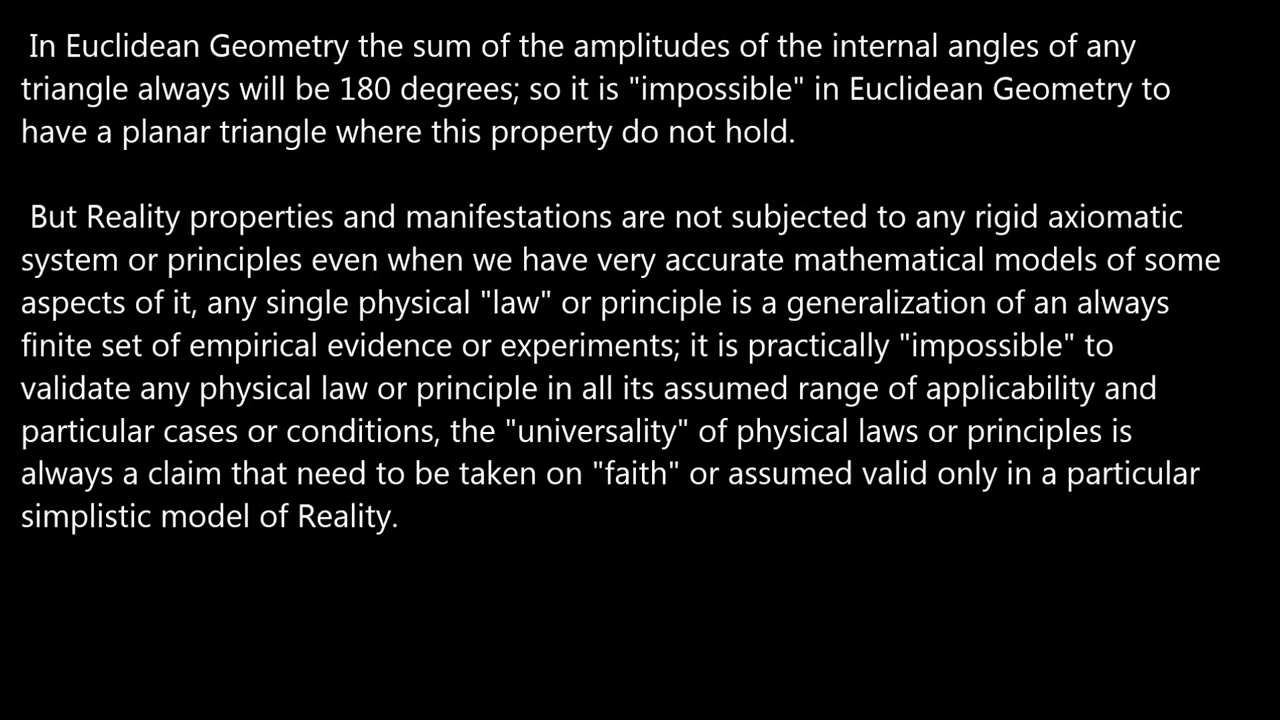 In Euclidean Geometry the sum of the amplitudes of the internal angles of any
triangle always will be 180 degrees; so it is "impossible" in Euclidean Geometry to
have a planar triangle where this property do not hold.
But Reality properties and manifestations are not subjected to any rigid axiomatic
system or principles even when we have very accurate mathematical models of some
aspects of it, any single physical "law" or principle is a generalization of an always
finite set of empirical evidence or experiments; it is practically "impossible" to
validate any physical law or principle in all its assumed range of applicability and
particular cases or conditions, the "universality" of physical laws or principles is
always a claim that need to be taken on "faith" or assumed valid only in a particular
simplistic model of Reality.